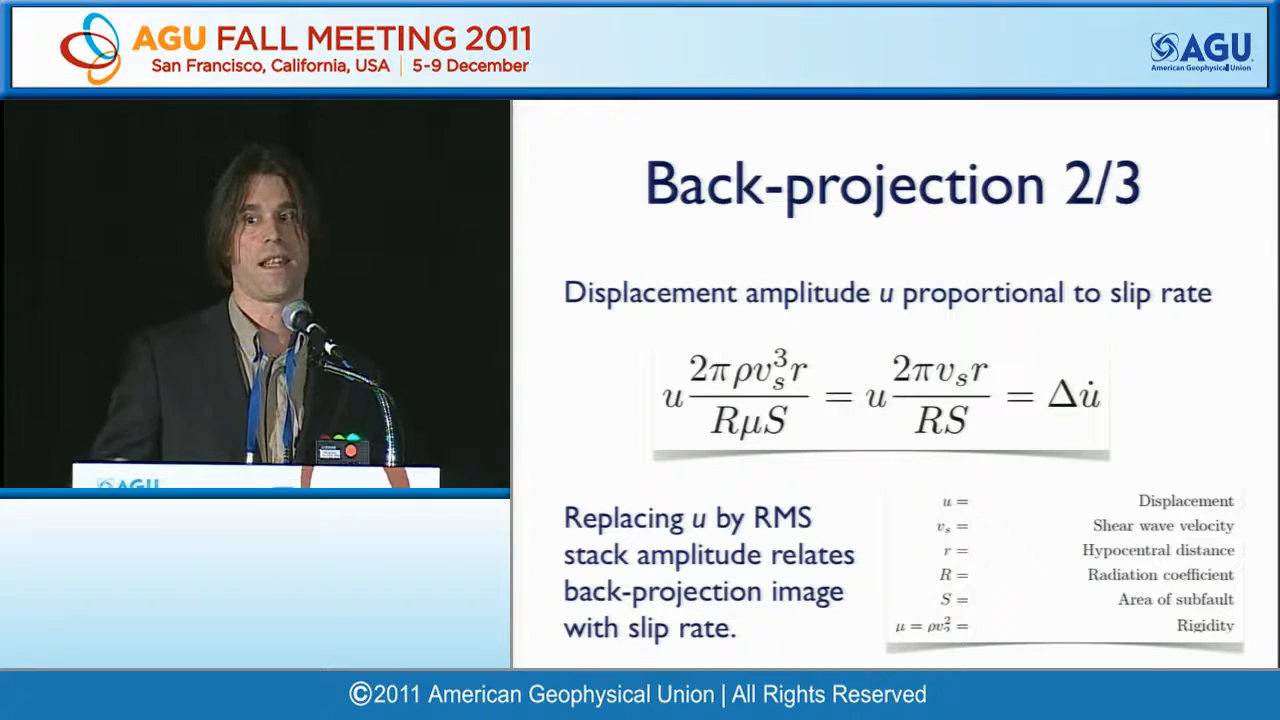 AGU FALL MEETING 2011
San Francisco, California, USA | 5-9 December
AGU
American Geophysical Union
Back-projection 2/3
Displacement amplitude u proportional to slip rate
u 2πρv_s^3 r / RμS = u 2πv_s r / RS = Δu̇
Replacing u by RMS
stack amplitude relates
back-projection image
with slip rate.
u = Displacement
v_s = Shear wave velocity
r = Hypocentral distance
R = Radiation coefficient
S = Area of subfault
μ = ρv_s^2 = Rigidity
AGU
©2011 American Geophysical Union | All Rights Reserved